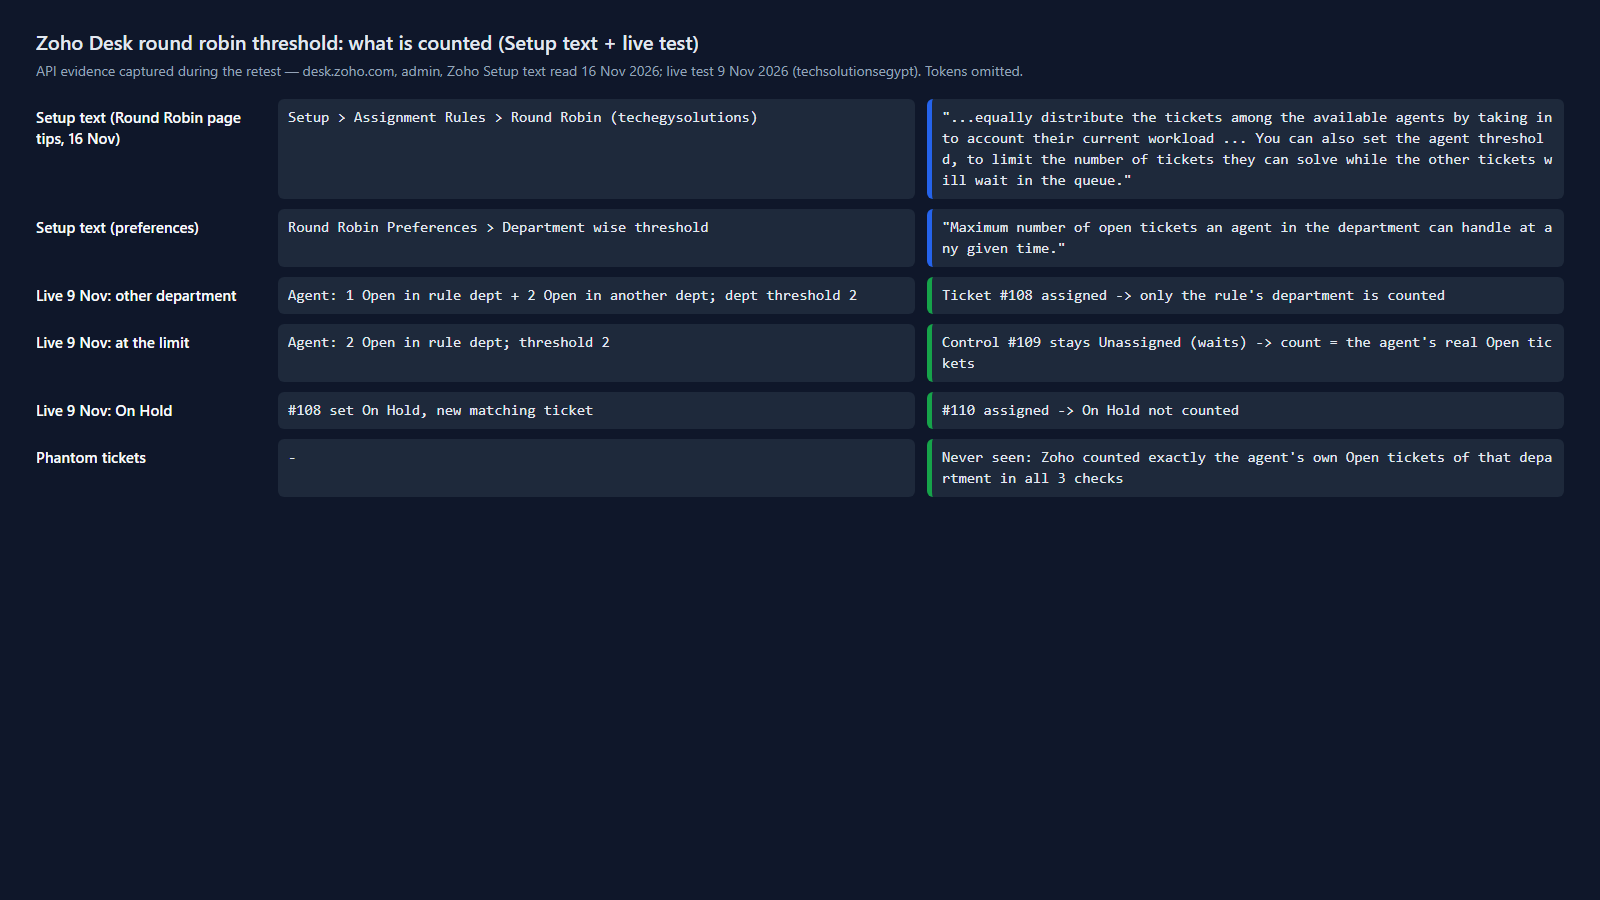 Zoho Desk round robin threshold: what is counted (Setup text + live test)
API evidence captured during the retest — desk.zoho.com, admin, Zoho Setup text read 16 Nov 2026; live test 9 Nov 2026 (techsolutionsegypt). Tokens omitted.
Setup text (Round Robin page
tips, 16 Nov)
Setup > Assignment Rules > Round Robin (techegysolutions)
"...equally distribute the tickets among the available agents by taking in
to account their current workload ... You can also set the agent threshol
d, to limit the number of tickets they can solve while the other tickets w
ill wait in the queue."
Setup text (preferences)
Round Robin Preferences > Department wise threshold
"Maximum number of open tickets an agent in the department can handle at a
ny given time."
Live 9 Nov: other department
Agent: 1 Open in rule dept + 2 Open in another dept; dept threshold 2
Ticket #108 assigned -> only the rule's department is counted
Live 9 Nov: at the limit
Agent: 2 Open in rule dept; threshold 2
Control #109 stays Unassigned (waits) -> count = the agent's real Open tic
kets
Live 9 Nov: On Hold
#108 set On Hold, new matching ticket
#110 assigned -> On Hold not counted
Phantom tickets
-
Never seen: Zoho counted exactly the agent's own Open tickets of that depa
rtment in all 3 checks